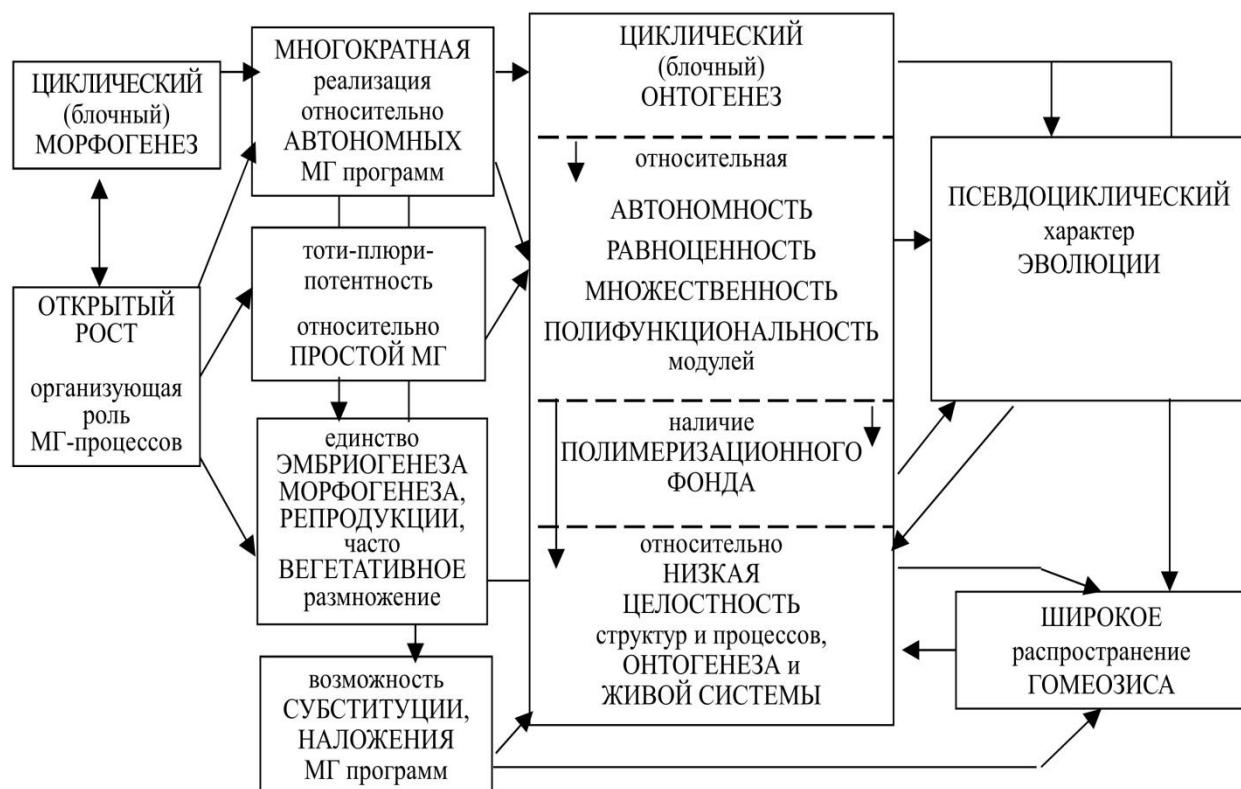 ЦИКЛИЧЕСКИЙ
(блочный)
МОРФОГЕНЕЗ
ОТКРЫТЫЙ
РОСТ
организующая
роль
МГ-процессов
МНОГОКРАТНАЯ
реализация
относительно
АВТОНОМНЫХ
МГ программ
тоти-плюри-
потентность
относительно
ПРОСТОЙ МГ
единство
ЭМБРИОГЕНЕЗА
МОРФОГЕНЕЗА,
РЕПРОДУКЦИИ,
часто
ВЕГЕТАТИВНОЕ
размножение
возможность
СУБСТИТУЦИИ,
НАЛОЖЕНИЯ
МГ программ
ЦИКЛИЧЕСКИЙ
(блочный)
ОНТОГЕНЕЗ
относительная
АВТОНОМНОСТЬ
РАВНОЦЕННОСТЬ
МНОЖЕСТВЕННОСТЬ
ПОЛИФУНКЦИОНАЛЬНОСТЬ
модулей
наличие
ПОЛИМЕРИЗАЦИОННОГО
ФОНДА
относительно
НИЗКАЯ
ЦЕЛОСТНОСТЬ
структур и процессов,
ОНТОГЕНЕЗА и
ЖИВОЙ СИСТЕМЫ
ПСЕВДОЦИКЛИЧЕСКИЙ
характер
ЭВОЛЮЦИИ
ШИРОКОЕ
распространение
ГОМЕОЗИСА